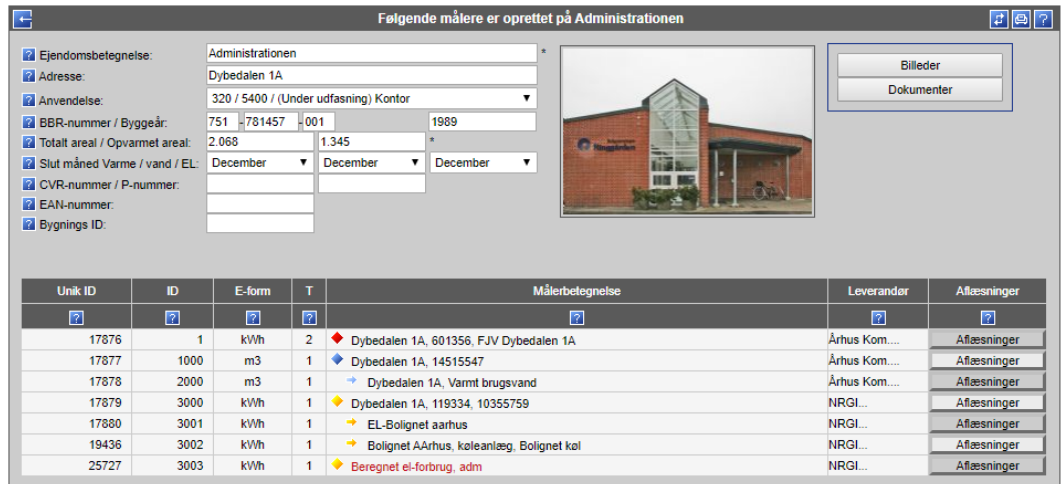 Følgende målere er oprettet på Administrationen
Ejendomsbetegnelse: Administrationen *
Adresse: Dybedalen 1A
Anvendelse: 320 / 5400 / (Under udfasning) Kontor
BBR-nummer / Byggeår: 751 - 781457 - 001 1989
Totalt areal / Opvarmet areal: 2.068 1.345 *
Slut måned Varme / vand / EL: December December December
CVR-nummer / P-nummer:
EAN-nummer:
Bygnings ID:
Ringgården
Billeder
Dokumenter
Unik ID ID E-form T Målerbetegnelse Leverandør Aflæsninger
? ? ? ? ? ? ?
17876 1 kWh 2 Dybedalen 1A, 601356, FJV Dybedalen 1A Århus Kom.... Aflæsninger
17877 1000 m3 1 Dybedalen 1A, 14515547 Århus Kom.... Aflæsninger
17878 2000 m3 1 Dybedalen 1A, Varmt brugsvand Århus Kom.... Aflæsninger
17879 3000 kWh 1 Dybedalen 1A, 119334, 10355759 NRGI... Aflæsninger
17880 3001 kWh 1 EL-Bolignet aarhus NRGI... Aflæsninger
19436 3002 kWh 1 Bolignet AArhus, køleanlæg, Bolignet køl NRGI... Aflæsninger
25727 3003 kWh 1 Beregnet el-forbrug, adm NRGI... Aflæsninger